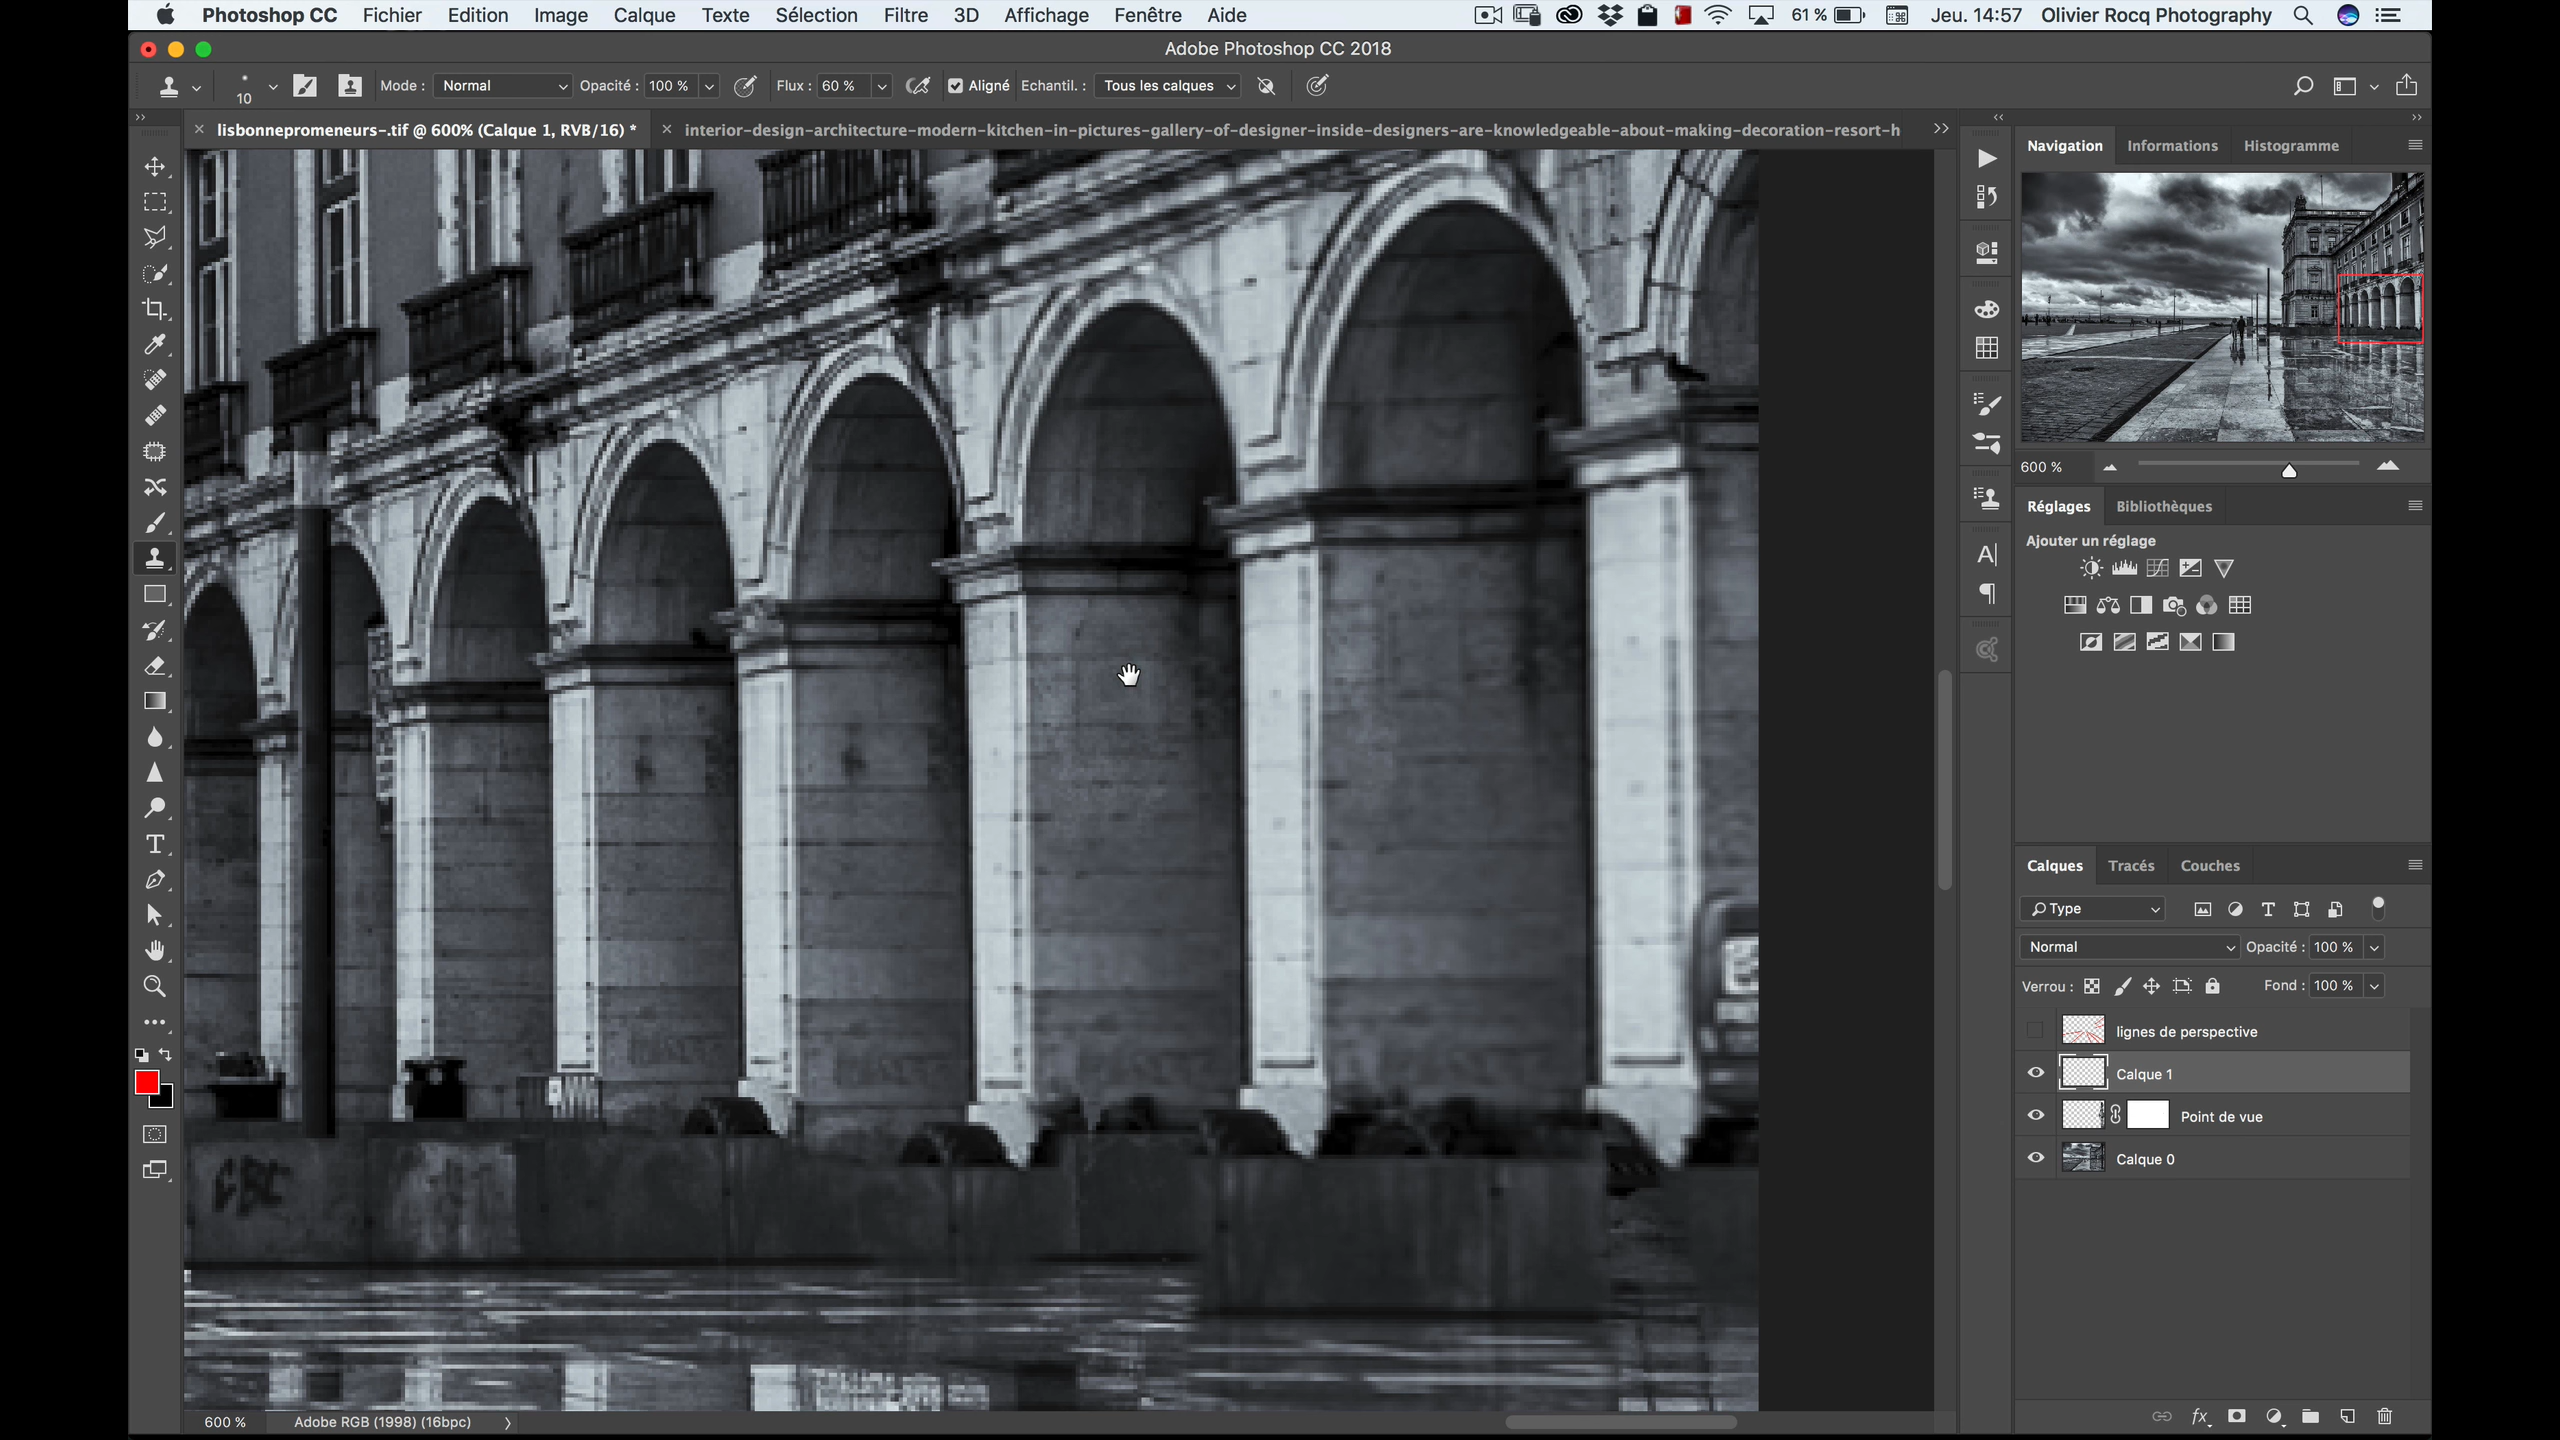 Photoshop CC Fichier Edition Image Calque Texte Sélection Filtre 3D Affichage Fenêtre Aide 61 % Jeu. 14:57 Olivier Rocq Photography
Adobe Photoshop CC 2018
10 Mode : Normal Opacité : 100 % Flux : 60 % Aligné Echantil. : Tous les calques
lisbonnepromeneurs-.tif @ 600% (Calque 1, RVB/16) * interior-design-architecture-modern-kitchen-in-pictures-gallery-of-designer-inside-designers-are-knowledgeable-about-making-decoration-resort-h
Navigation Informations Histogramme
600 %
Réglages Bibliothèques
Ajouter un réglage
Calques Tracés Couches
Type
Normal Opacité : 100 %
Verrou : Fond : 100 %
lignes de perspective
Calque 1
Point de vue
Calque 0
600 % Adobe RGB (1998) (16bpc)